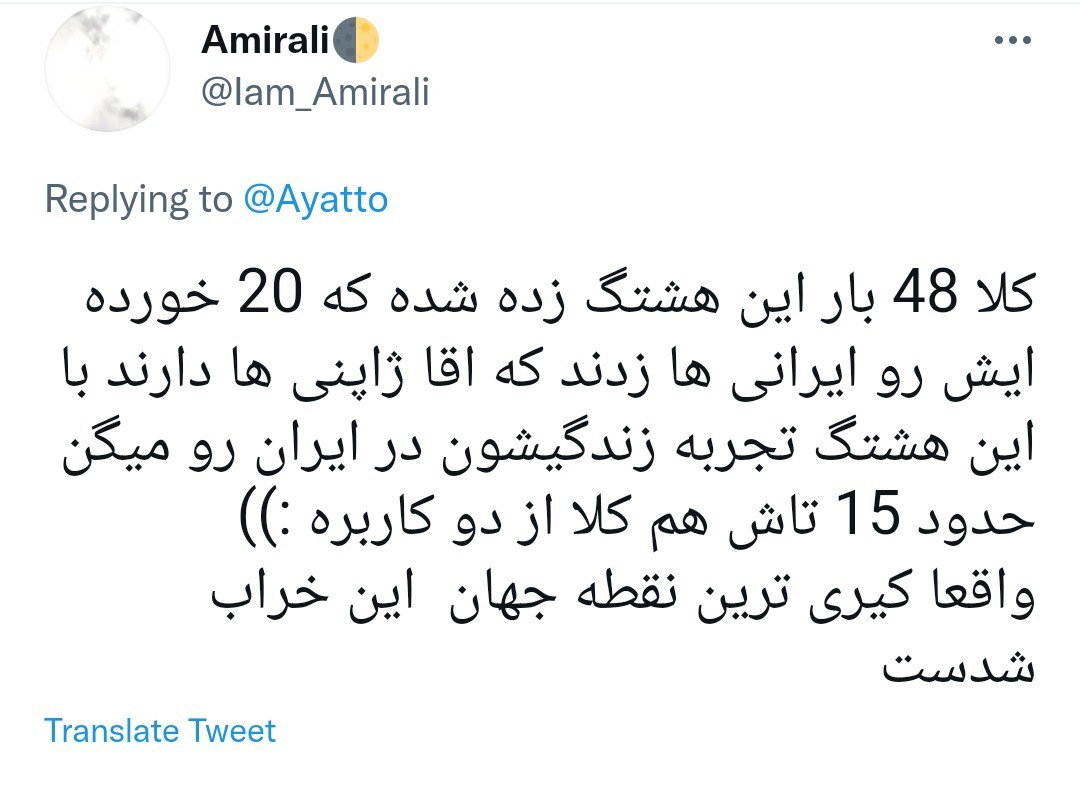 Amirali🌗
@Iam_Amirali
Replying to @Ayatto
کلا 48 بار این هشتگ زده شده که 20 خورده
ایش رو ایرانی ها زدند که اقا ژاپنی ها دارند با
این هشتگ تجربه زندگیشون در ایران رو میگن
حدود 15 تاش هم کلا از دو کاربره :))
واقعا کیری ترین نقطه جهان  این خراب
شدست
Translate Tweet